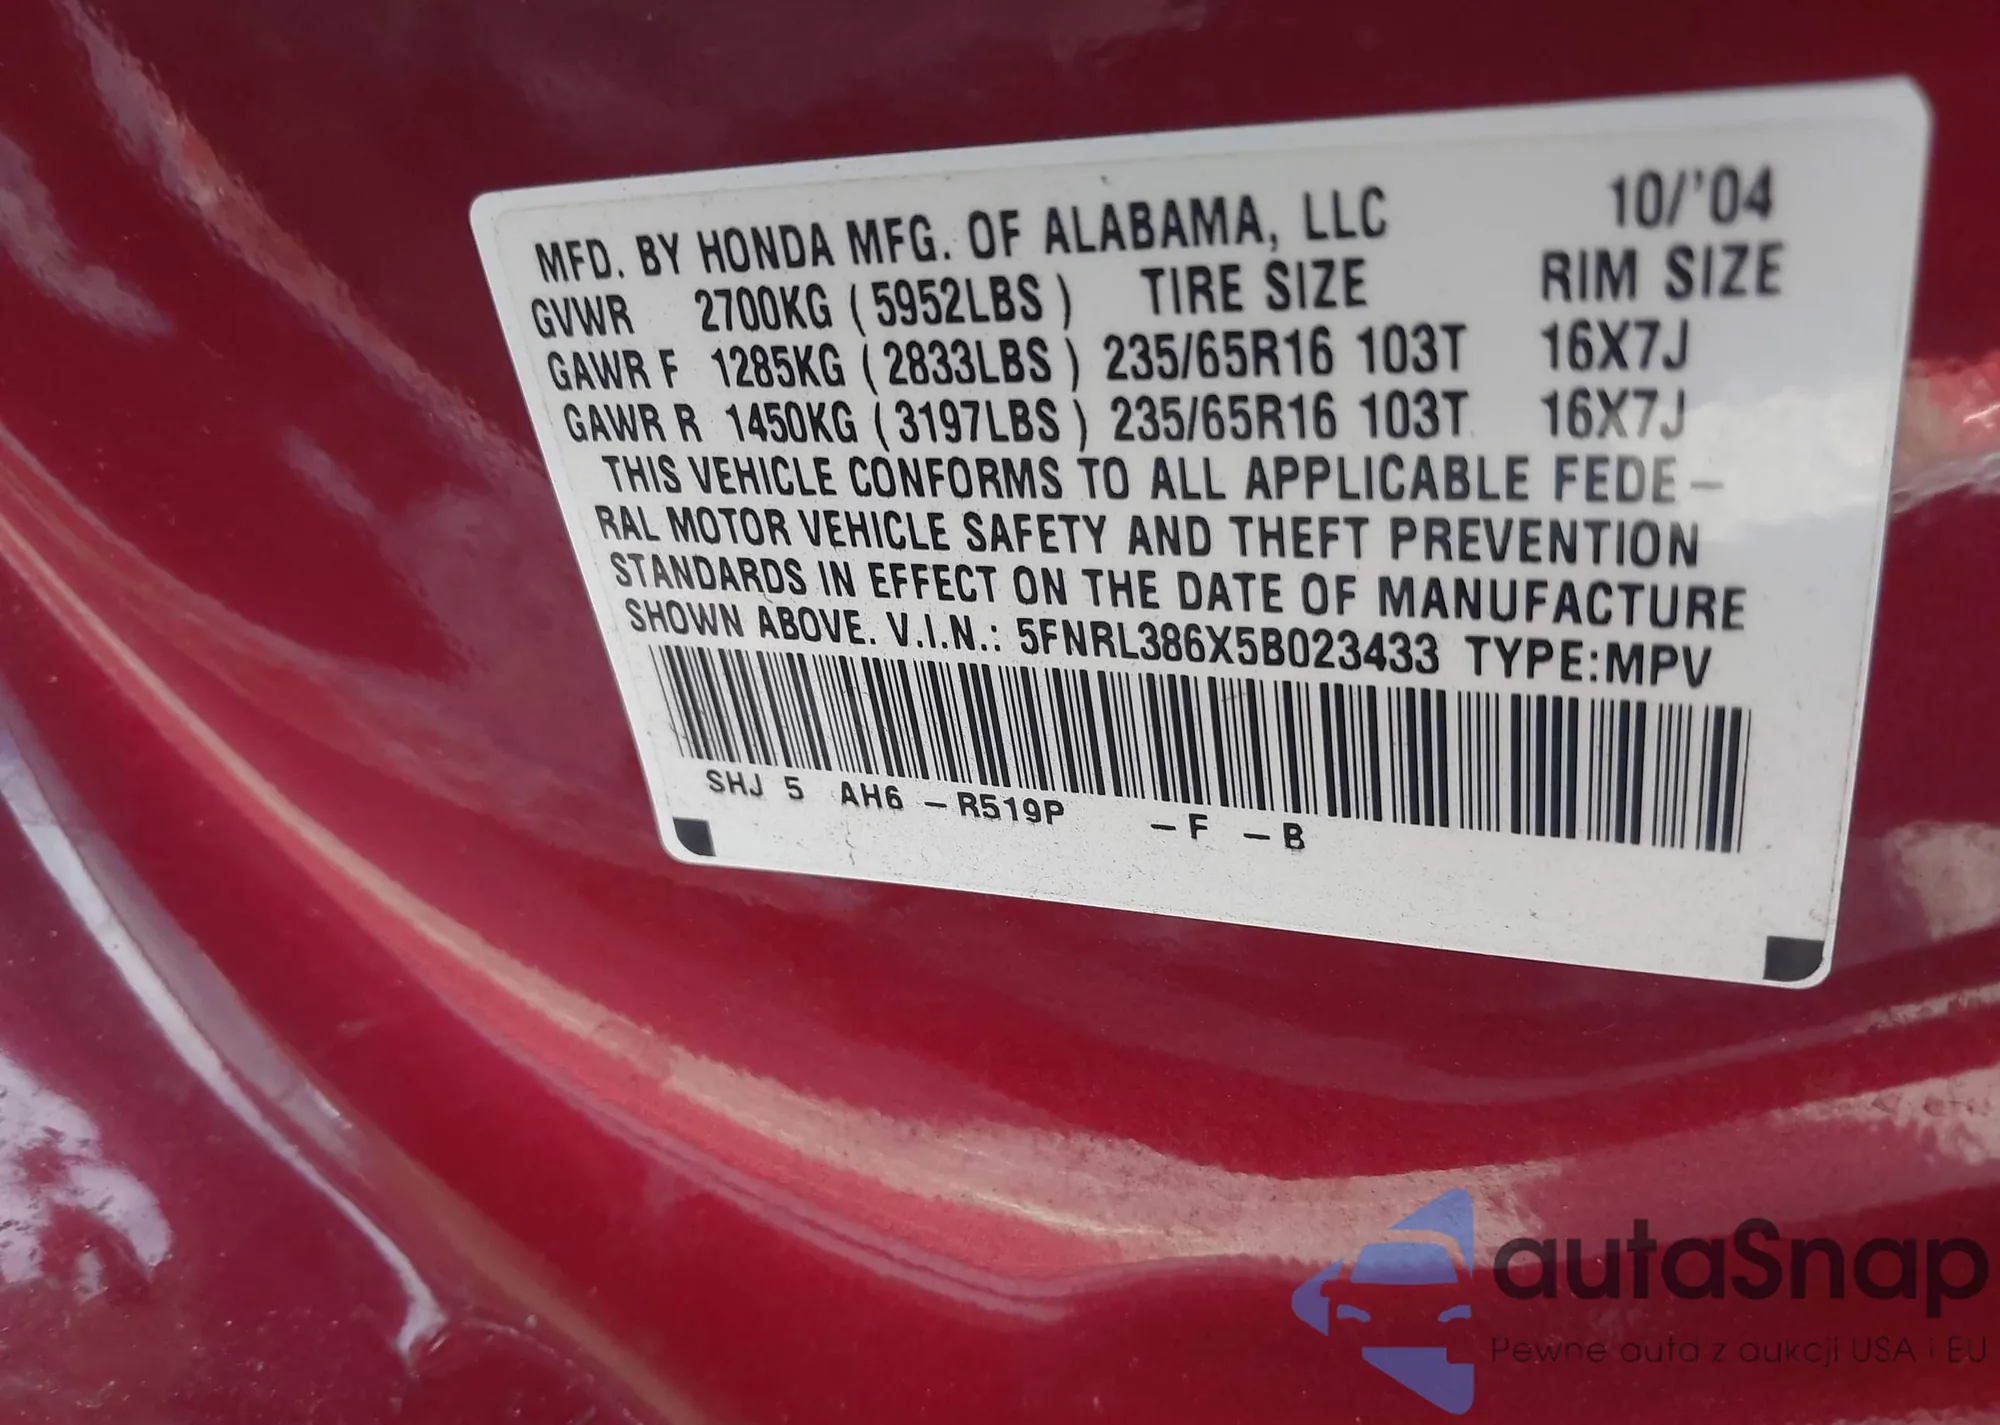 MFD. BY HONDA MFG. OF ALABAMA, LLC 10/'04
GVWR 2700KG (5952LBS) TIRE SIZE RIM SIZE
GAWR F 1285KG (2833LBS) 235/65R16 103T 16X7J
GAWR R 1450KG (3197LBS) 235/65R16 103T 16X7J
THIS VEHICLE CONFORMS TO ALL APPLICABLE FEDE-
RAL MOTOR VEHICLE SAFETY AND THEFT PREVENTION
STANDARDS IN EFFECT ON THE DATE OF MANUFACTURE
SHOWN ABOVE. V.I.N.: 5FNRL386X5B023433 TYPE:MPV
SHJ 5 AH6 -R519P -F -B
autaSnap
Pewne auta z aukcji USA i EU